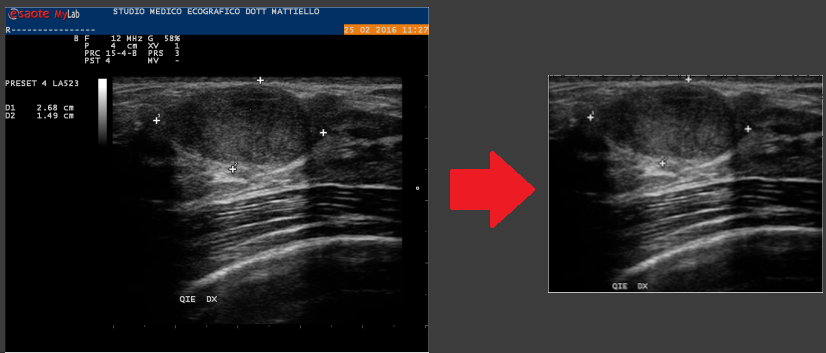 esaote MyLab
STUDIO MEDICO ECOGRAFICO DOTT MATTIELLO
R----------------
25 02 2016 11:27
B F 12 MHz G 58%
P 4 cm XV 1
PRC 15-4-B PRS 3
PST 4 MV -
PRESET 4 LA523
D1 2.68 cm
D2 1.49 cm
QIE DX
QIE DX